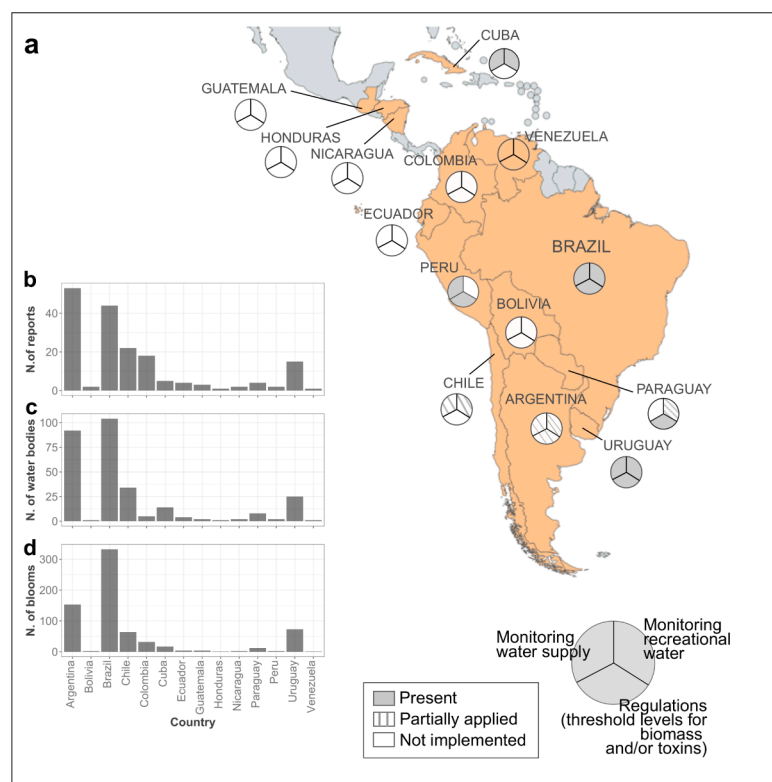 a
CUBA
GUATEMALA
HONDURAS
NICARAGUA
VENEZUELA
COLOMBIA
ECUADOR
BRAZIL
PERU
BOLIVIA
CHILE
ARGENTINA
PARAGUAY
URUGUAY
b
N.of reports
40
20
0
c
N. of water bodies
100
75
50
25
0
d
N. of blooms
300
200
100
0
Argentina
Bolivia
Brazil
Chile
Colombia
Cuba
Ecuador
Guatemala
Honduras
Nicaragua
Paraguay
Peru
Uruguay
Venezuela
Country
Present
Partially applied
Not implemented
Monitoring
water supply
Monitoring
recreational
water
Regulations
(threshold levels for
biomass
and/or toxins)